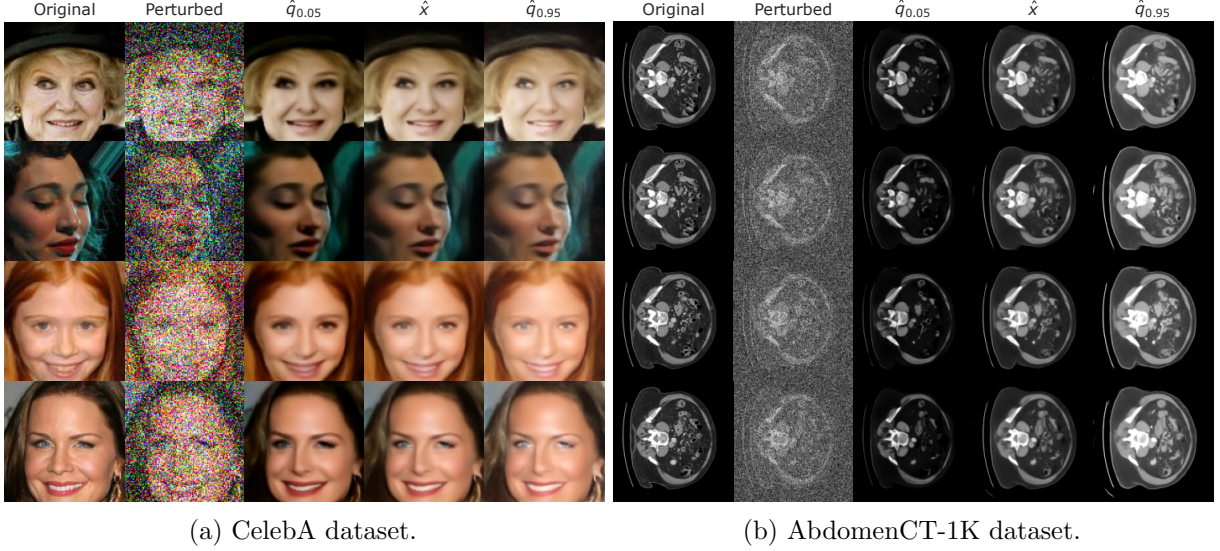 Original Perturbed q̂0.05 x̂ q̂0.95 Original Perturbed q̂0.05 x̂ q̂0.95
(a) CelebA dataset. (b) AbdomenCT-1K dataset.